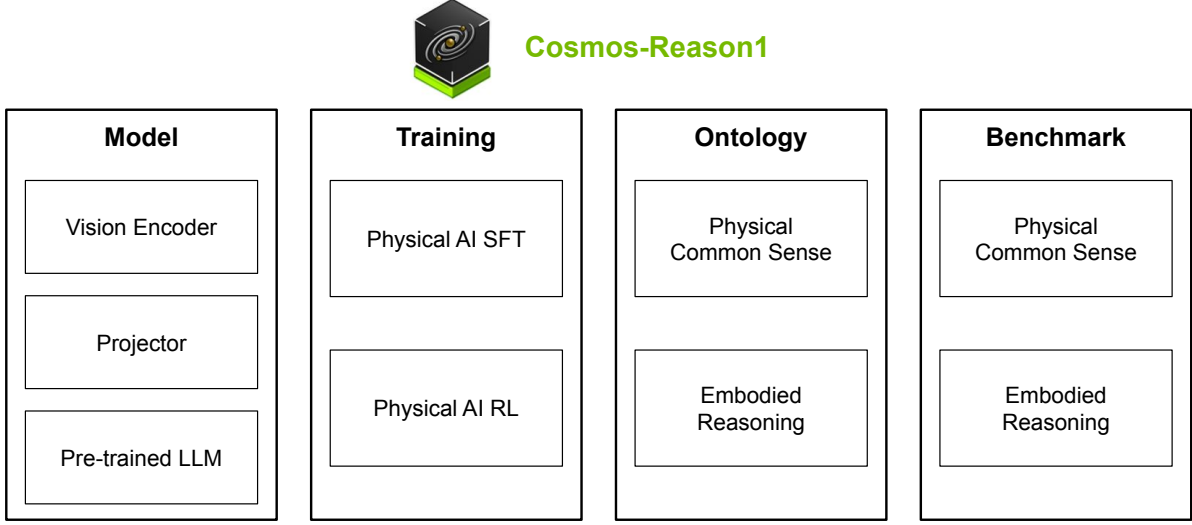 Cosmos-Reason1
Model
Vision Encoder
Projector
Pre-trained LLM
Training
Physical AI SFT
Physical AI RL
Ontology
Physical
Common Sense
Embodied
Reasoning
Benchmark
Physical
Common Sense
Embodied
Reasoning